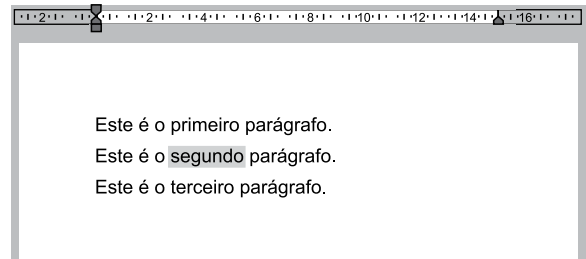 2 2 4 6 8 10 12 14 16
Este é o primeiro parágrafo.
Este é o segundo parágrafo.
Este é o terceiro parágrafo.